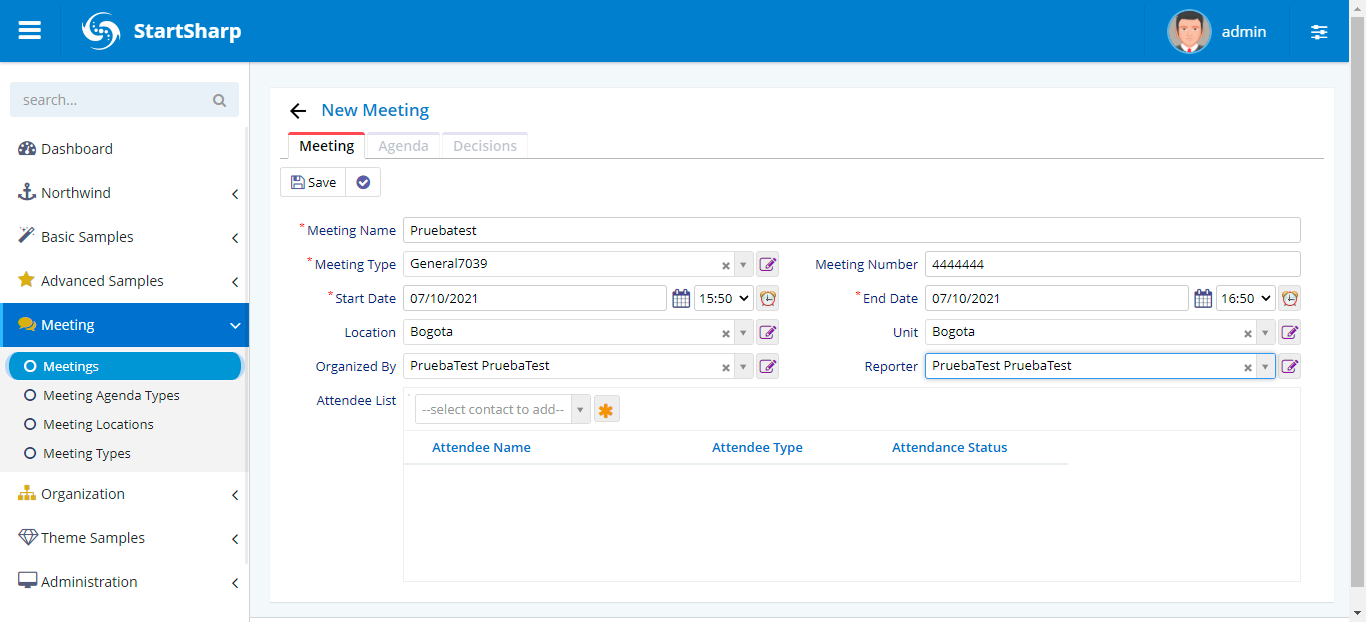 StartSharp
admin
search...
Dashboard
Northwind
Basic Samples
Advanced Samples
Meeting
Meetings
Meeting Agenda Types
Meeting Locations
Meeting Types
Organization
Theme Samples
Administration
New Meeting
Meeting Agenda Decisions
Save
* Meeting Name Pruebatest
* Meeting Type General7039 Meeting Number 4444444
* Start Date 07/10/2021 15:50 * End Date 07/10/2021 16:50
Location Bogota Unit Bogota
Organized By PruebaTest PruebaTest Reporter PruebaTest PruebaTest
Attendee List --select contact to add--
Attendee Name Attendee Type Attendance Status